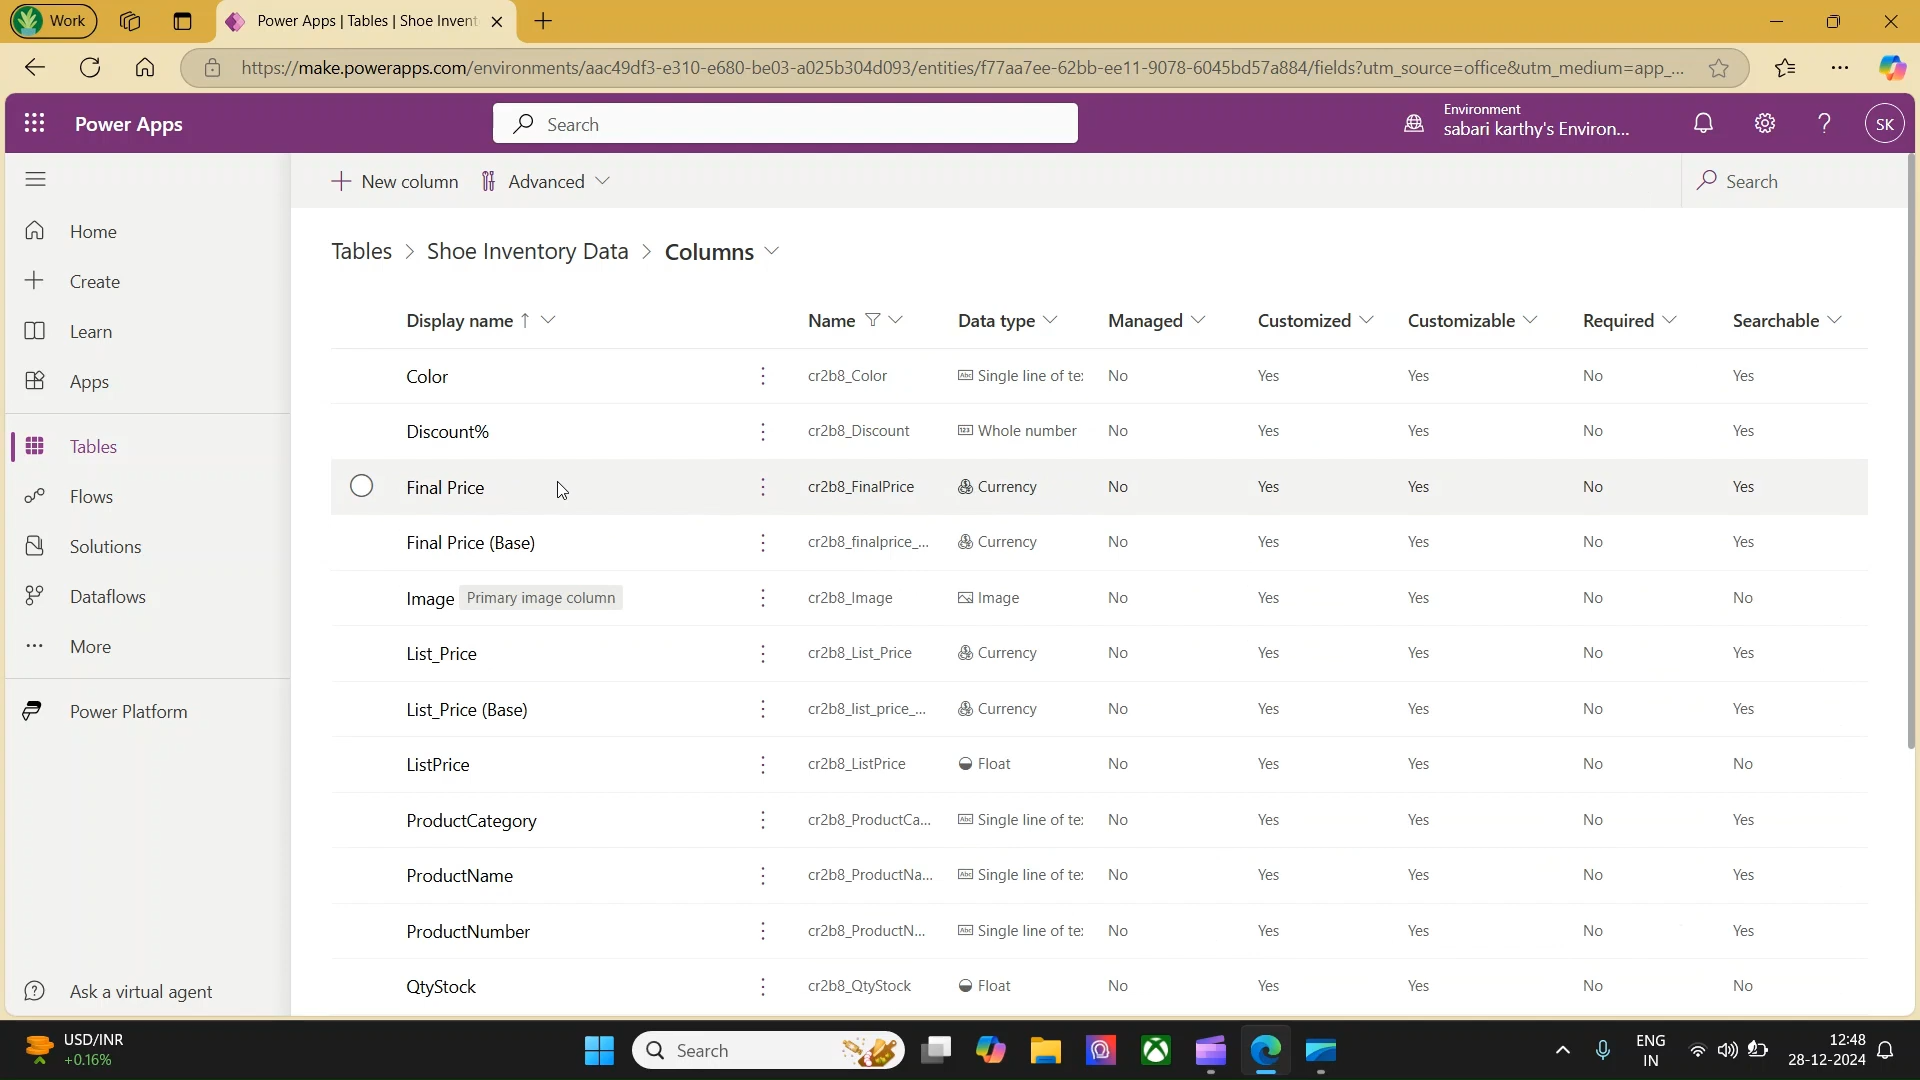 Work
Power Apps | Tables | Shoe Invent
https://make.powerapps.com/environments/aac49df3-e310-e680-be03-a025b304d093/entities/f77aa7ee-62bb-ee11-9078-6045bd57a884/fields?utm_source=office&utm_medium=app_...
Power Apps
Search
Environment
sabari karthy's Environ...
SK
New column
Advanced
Search
Home
Create
Learn
Apps
Tables
Flows
Solutions
Dataflows
More
Power Platform
Ask a virtual agent
Tables > Shoe Inventory Data > Columns
Display name ↑ Name Data type Managed Customized Customizable Required Searchable
Color cr2b8_Color Abc Single line of te: No Yes Yes No Yes
Discount% cr2b8_Discount 123 Whole number No Yes Yes No Yes
Final Price cr2b8_FinalPrice Currency No Yes Yes No Yes
Final Price (Base) cr2b8_finalprice_... Currency No Yes Yes No Yes
Image Primary image column cr2b8_Image Image No Yes Yes No No
List_Price cr2b8_List_Price Currency No Yes Yes No Yes
List_Price (Base) cr2b8_list_price_... Currency No Yes Yes No Yes
ListPrice cr2b8_ListPrice Float No Yes Yes No No
ProductCategory cr2b8_ProductCa... Abc Single line of te: No Yes Yes No Yes
ProductName cr2b8_ProductNa... Abc Single line of te: No Yes Yes No Yes
ProductNumber cr2b8_ProductN... Abc Single line of te: No Yes Yes No Yes
QtyStock cr2b8_QtyStock Float No Yes Yes No No
USD/INR
+0.16%
Search
ENG
IN
12:48
28-12-2024